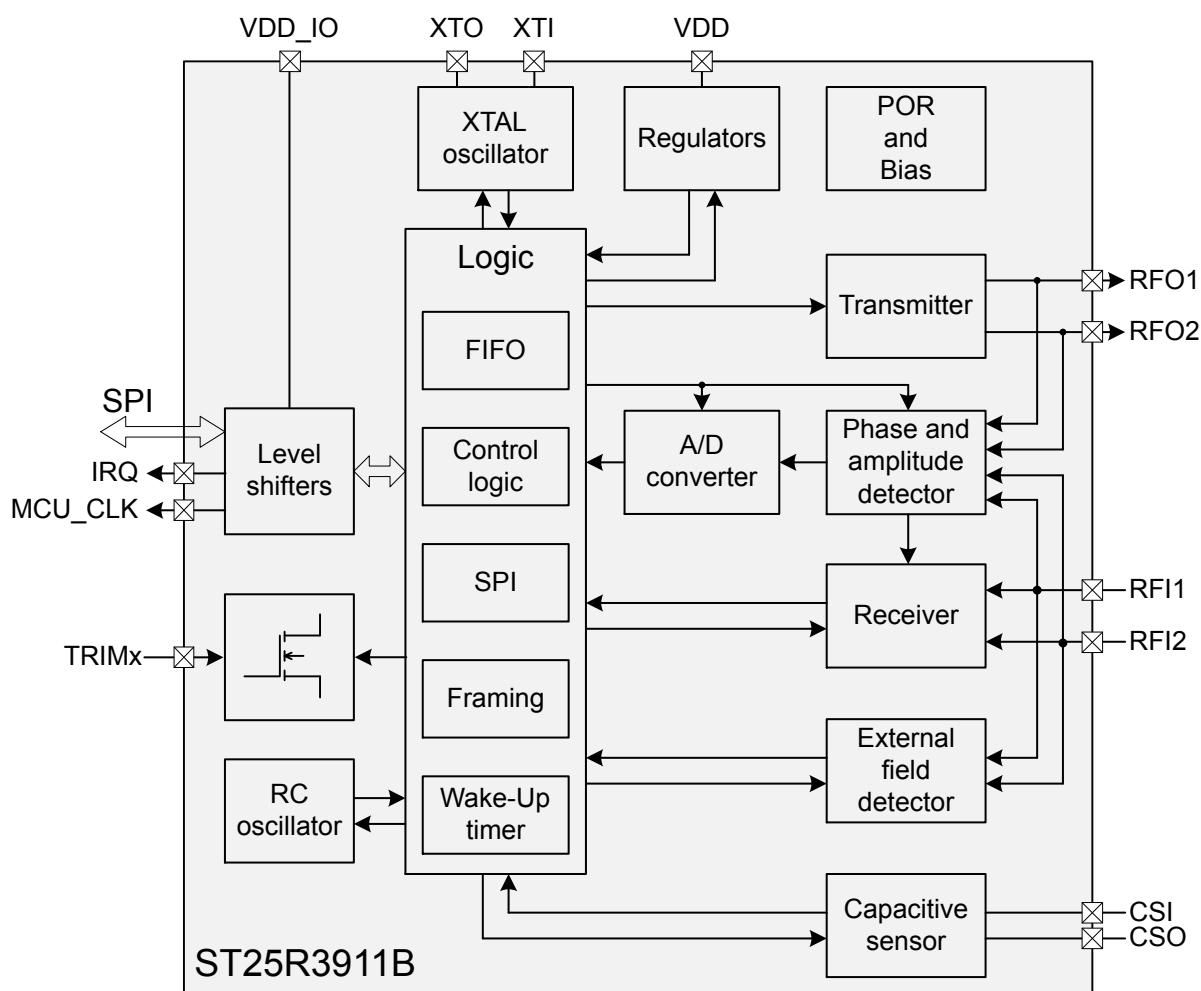 VDD_IO
XTO
XTI
VDD
XTAL
oscillator
Regulators
POR
and
Bias
Logic
FIFO
Control
logic
SPI
Framing
Wake-Up
timer
Transmitter
RFO1
RFO2
SPI
IRQ
MCU_CLK
Level
shifters
A/D
converter
Phase and
amplitude
detector
Receiver
RFI1
RFI2
TRIMx
RC
oscillator
External
field
detector
Capacitive
sensor
CSI
CSO
ST25R3911B